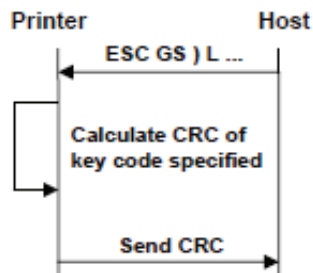 Printer Host
ESC GS ) L ...
Calculate CRC of
key code specified
Send CRC